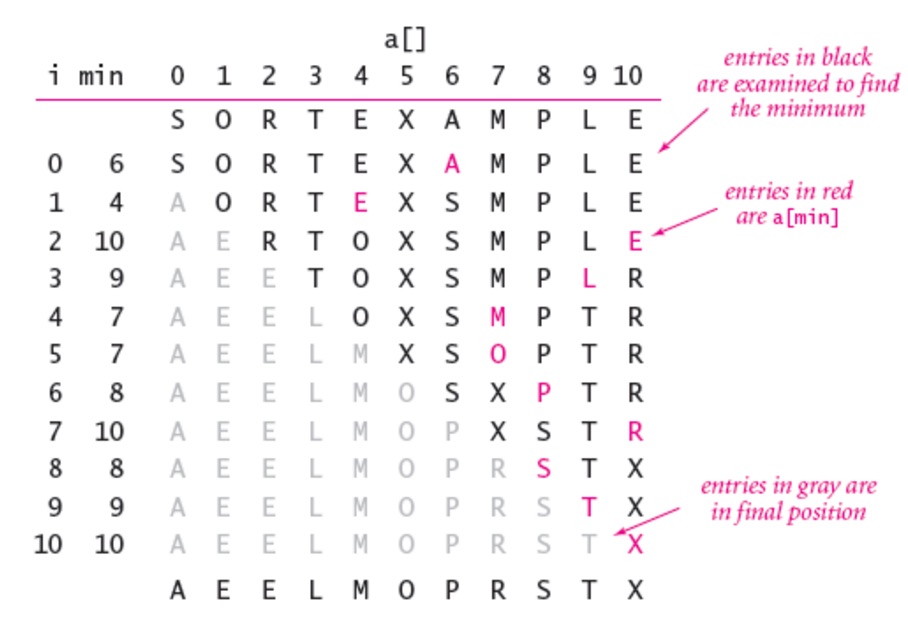 a[]
i min 0 1 2 3 4 5 6 7 8 9 10
S O R T E X A M P L E
0 6 S O R T E X A M P L E
1 4 A O R T E X S M P L E
2 10 A E R T O X S M P L E
3 9 A E E T O X S M P L R
4 7 A E E L O X S M P T R
5 7 A E E L M X S O P T R
6 8 A E E L M O S X P T R
7 10 A E E L M O P X S T R
8 8 A E E L M O P R S T X
9 9 A E E L M O P R S T X
10 10 A E E L M O P R S T X
A E E L M O P R S T X
entries in black
are examined to find
the minimum
entries in red
are a[min]
entries in gray are
in final position